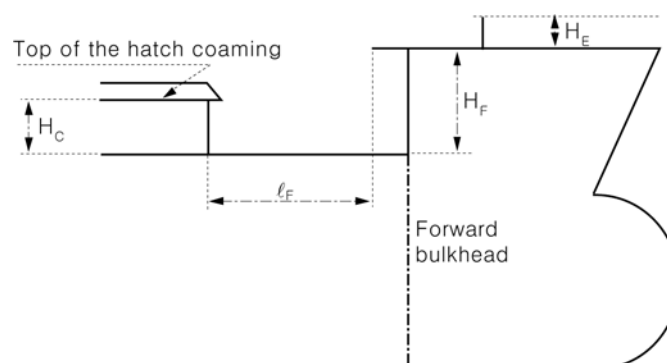 H_E
Top of the hatch coaming
H_F
H_C
ℓ_F
Forward
bulkhead